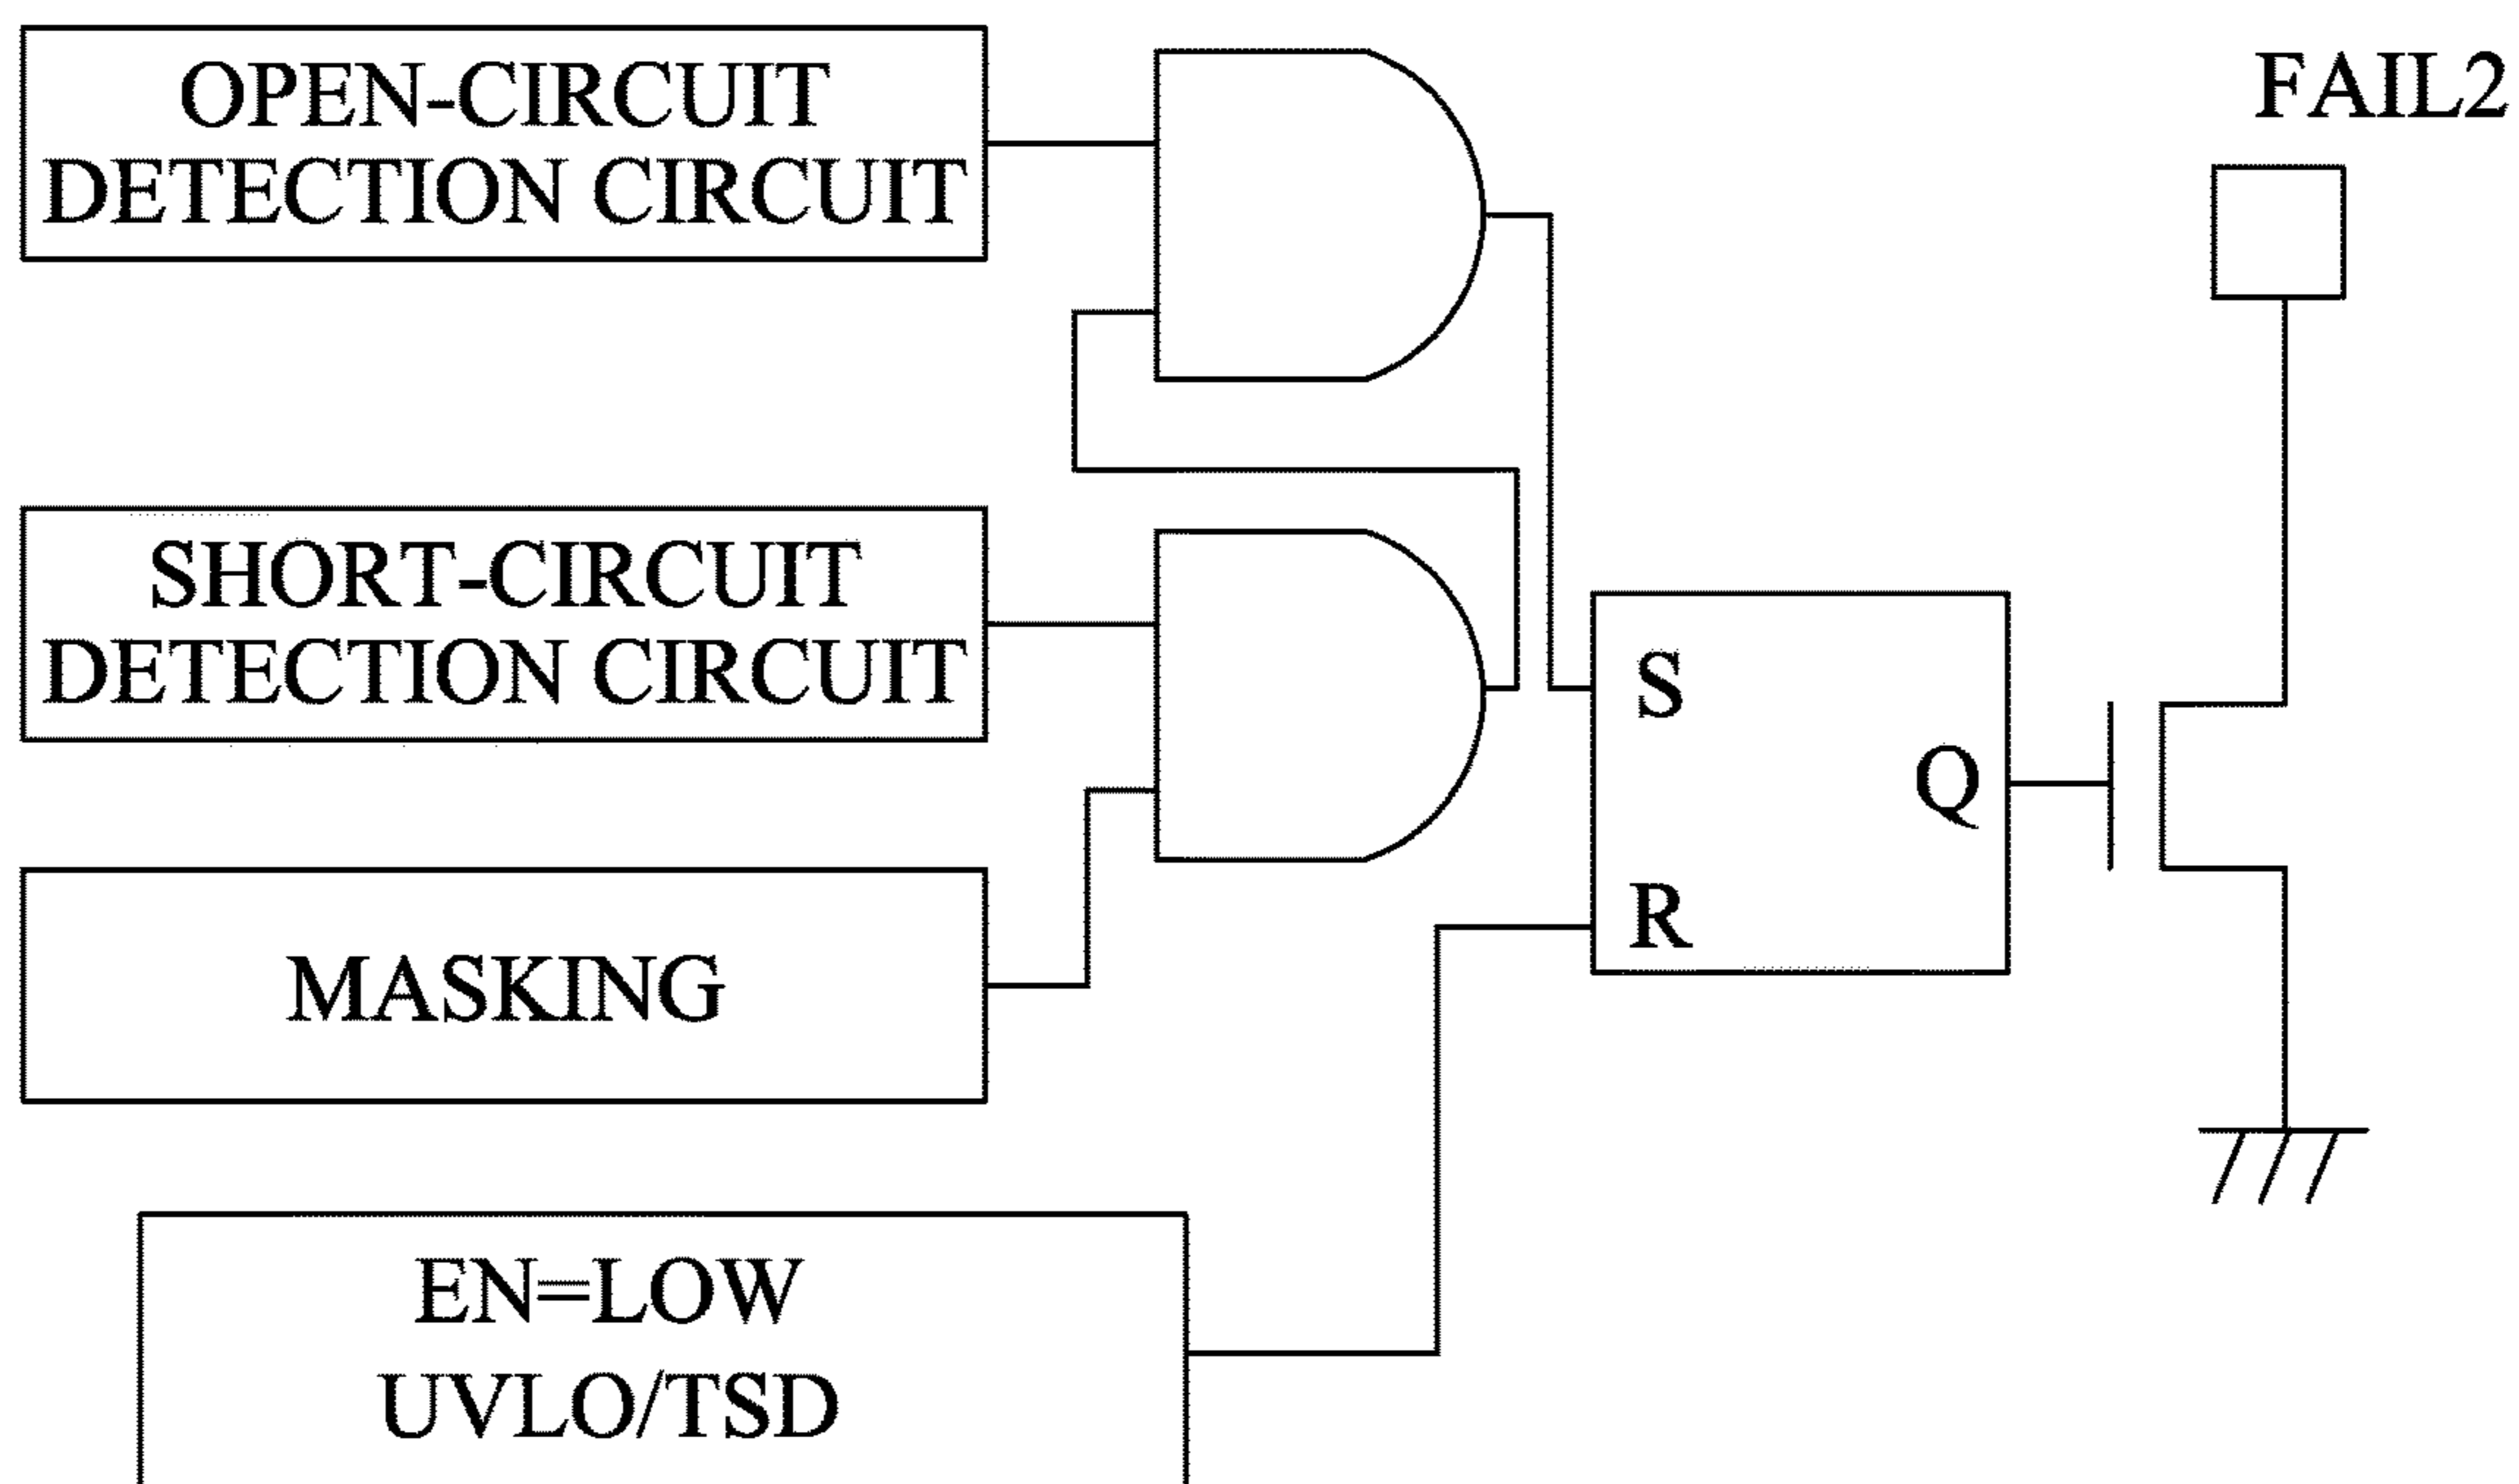 OPEN-CIRCUIT
DETECTION CIRCUIT
FAIL2
SHORT-CIRCUIT
DETECTION CIRCUIT
S
Q
R
MASKING
EN=LOW
UVLO/TSD